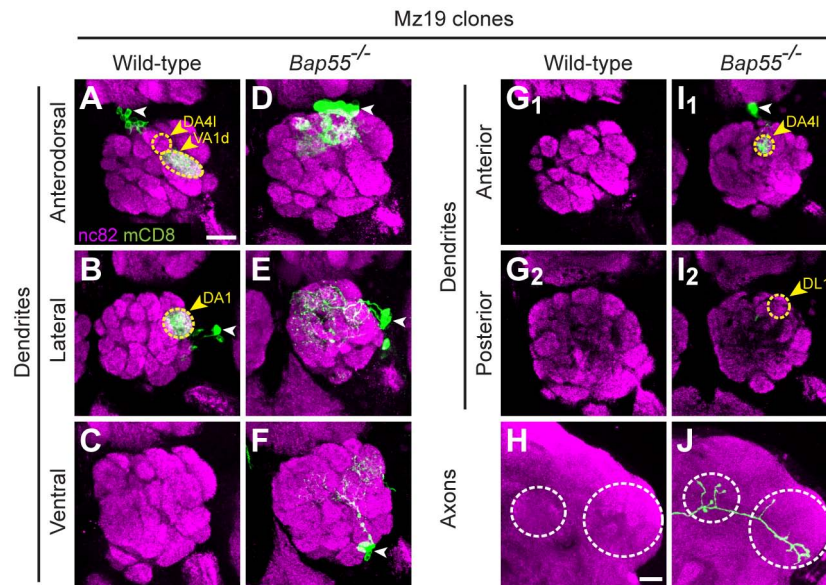 Mz19 clones
Wild-type
Bap55-/-
Wild-type
Bap55-/-
Dendrites
Anterodorsal
Lateral
Ventral
Dendrites
Anterior
Posterior
Axons
A
DA4l
VA1d
nc82 mCD8
D
G1
I1
DA4l
B
DA1
E
G2
I2
DL1
C
F
H
J